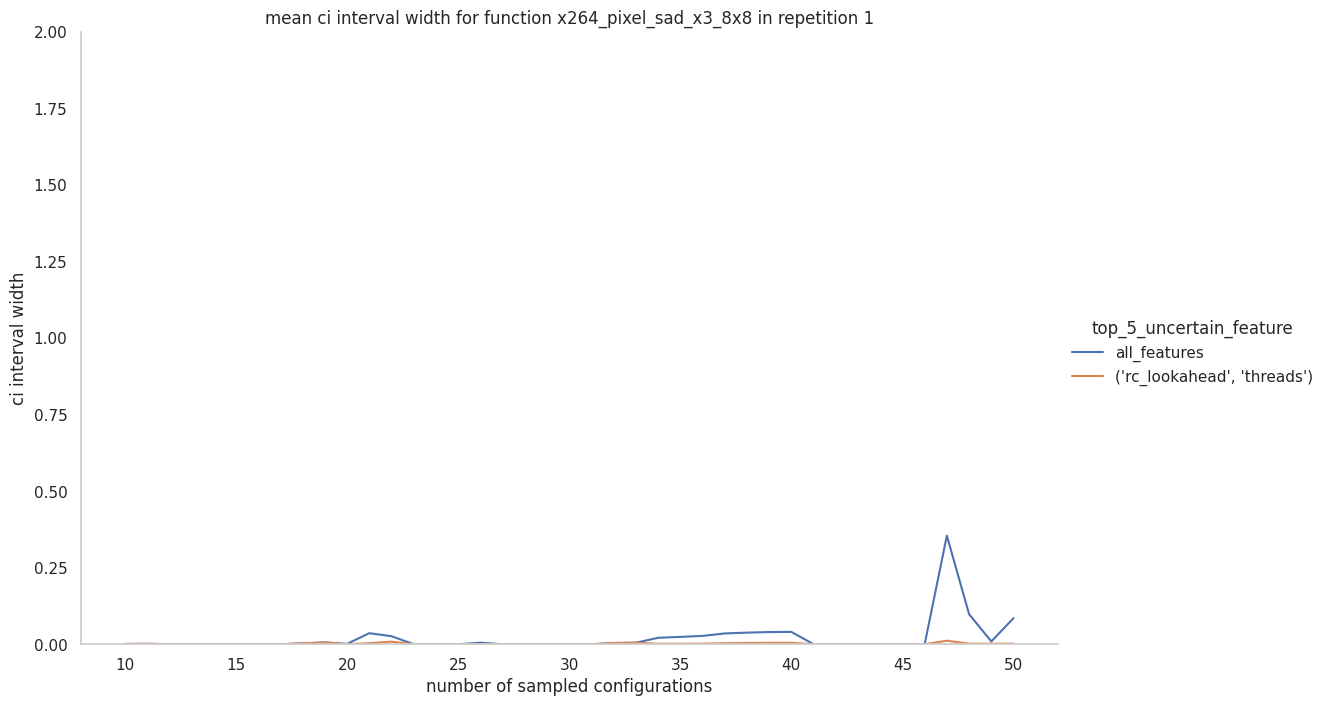 mean ci interval width for function x264_pixel_sad_x3_8x8 in repetition 1
2.00
1.75
1.50
1.25
1.00
0.75
0.50
0.25
0.00
ci interval width
10 15 20 25 30 35 40 45 50
number of sampled configurations
top_5_uncertain_feature
all_features
('rc_lookahead', 'threads')